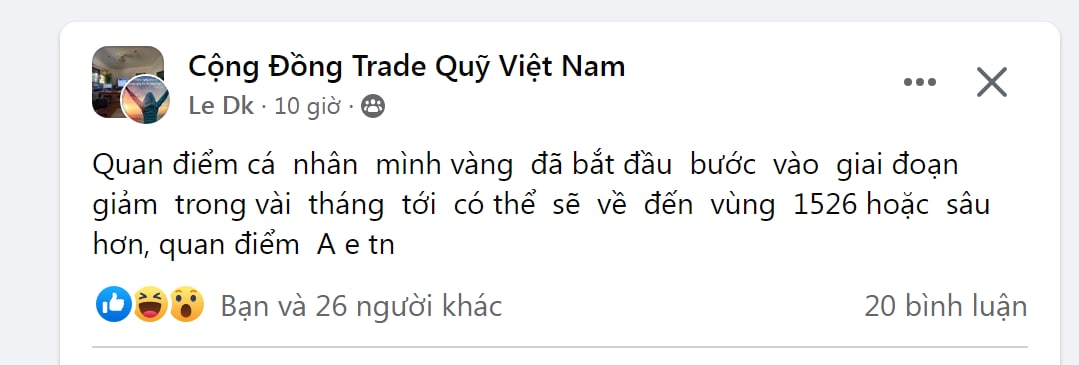 Cộng Đồng Trade Quỹ Việt Nam
Le Dk · 10 giờ ·
Quan điểm cá nhân mình vàng đã bắt đầu bước vào giai đoạn
giảm trong vài tháng tới có thể sẽ về đến vùng 1526 hoặc sâu
hơn, quan điểm A e tn
Bạn và 26 người khác
20 bình luận